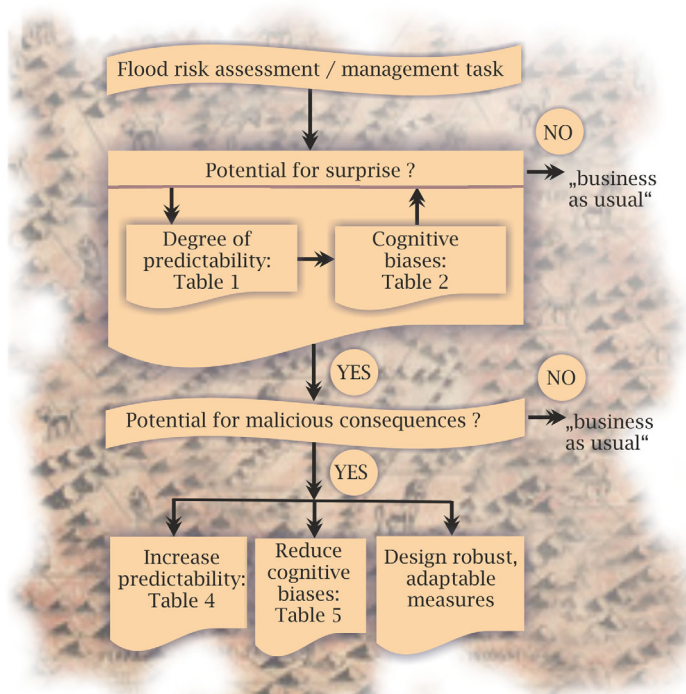 Flood risk assessment / management task
NO
Potential for surprise ?
„business
as usual“
Degree of
predictability:
Table 1
Cognitive
biases:
Table 2
YES
NO
Potential for malicious consequences ?
„business
as usual“
YES
Increase
predictability:
Table 4
Reduce
cognitive
biases:
Table 5
Design robust,
adaptable
measures